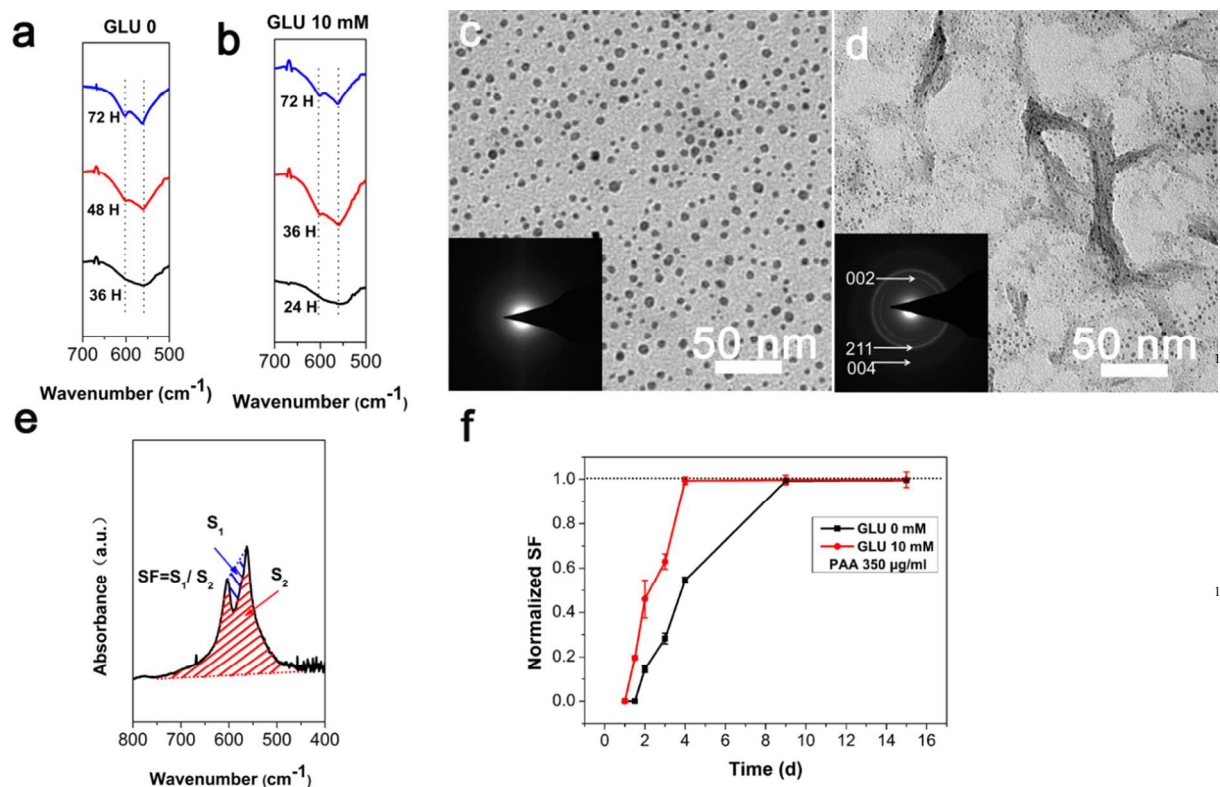 a
GLU 0
72 H
48 H
36 H
700 600 500
Wavenumber (cm-1)
b
GLU 10 mM
72 H
36 H
24 H
700 600 500
Wavenumber (cm-1)
c
50 nm
d
002
211
004
50 nm
1
e
Absorbance (a.u.)
S1
SF=S1/ S2
S2
800 700 600 500 400
Wavenumber (cm-1)
f
Normalized SF
1.0
0.8
0.6
0.4
0.2
0.0
GLU 0 mM
GLU 10 mM
PAA 350 µg/ml
0 2 4 6 8 10 12 14 16
Time (d)
1